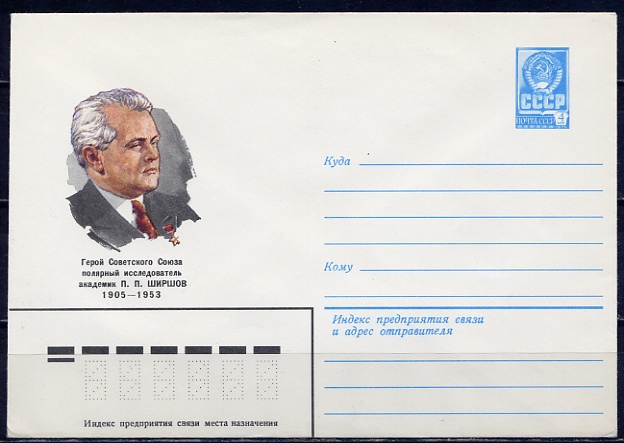 СССР
ПОЧТА СССР 4
Куда
Кому
Герой Советского Союза
полярный исследователь
академик П. П. ШИРШОВ
1905—1953
Индекс предприятия связи
и адрес отправителя
Индекс предприятия связи места назначения